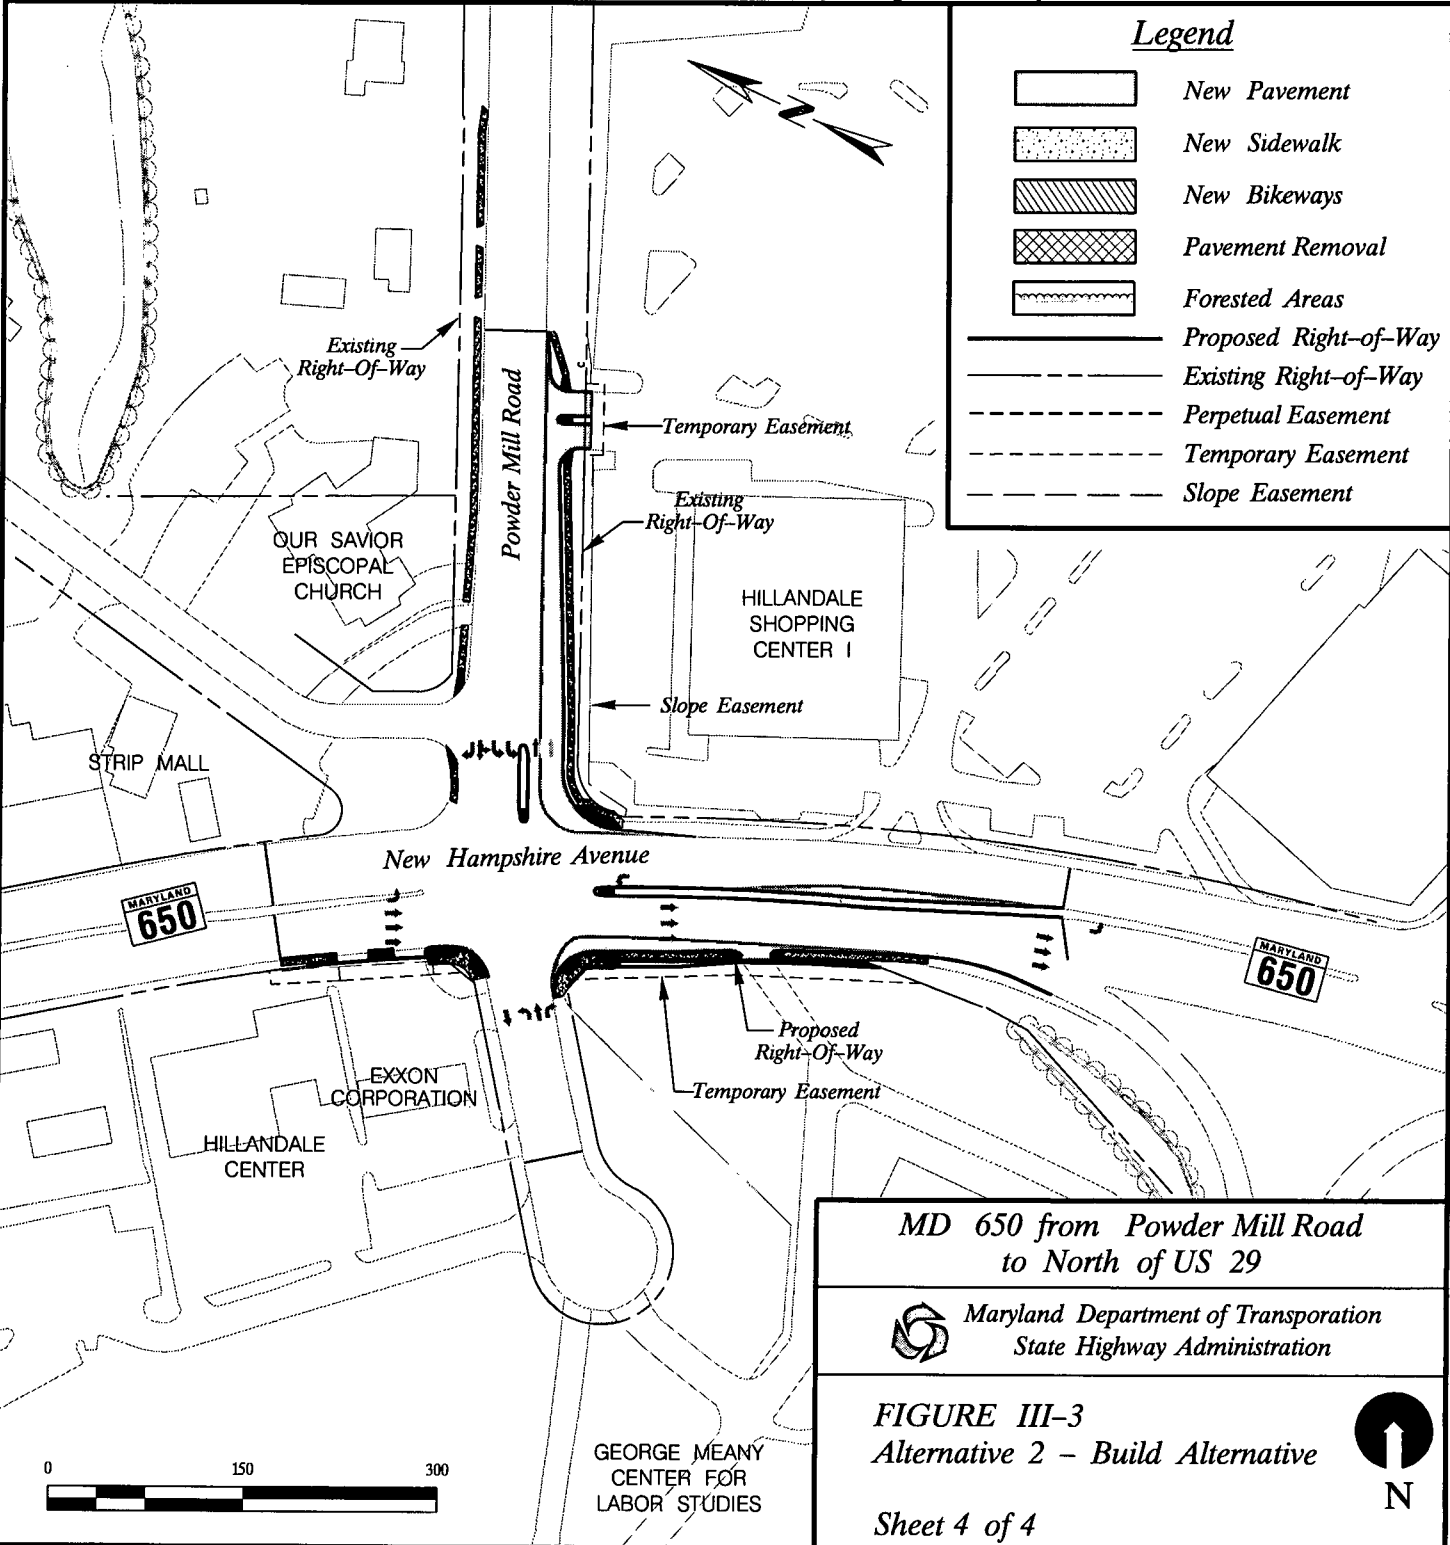 Legend
New Pavement
New Sidewalk
New Bikeways
Pavement Removal
Forested Areas
Proposed Right-of-Way
Existing Right-of-Way
Perpetual Easement
Temporary Easement
Slope Easement
N
Existing
Right-Of-Way
Powder Mill Road
Temporary Easement
Existing
Right-Of-Way
OUR SAVIOR
EPISCOPAL
CHURCH
HILLANDALE
SHOPPING
CENTER I
Slope Easement
STRIP MALL
New Hampshire Avenue
MARYLAND
650
MARYLAND
650
Proposed
Right-Of-Way
Temporary Easement
EXXON
CORPORATION
HILLANDALE
CENTER
GEORGE MEANY
CENTER FOR
LABOR STUDIES
0 150 300
MD 650 from Powder Mill Road
to North of US 29
Maryland Department of Transporation
State Highway Administration
FIGURE III-3
Alternative 2 - Build Alternative
Sheet 4 of 4
N